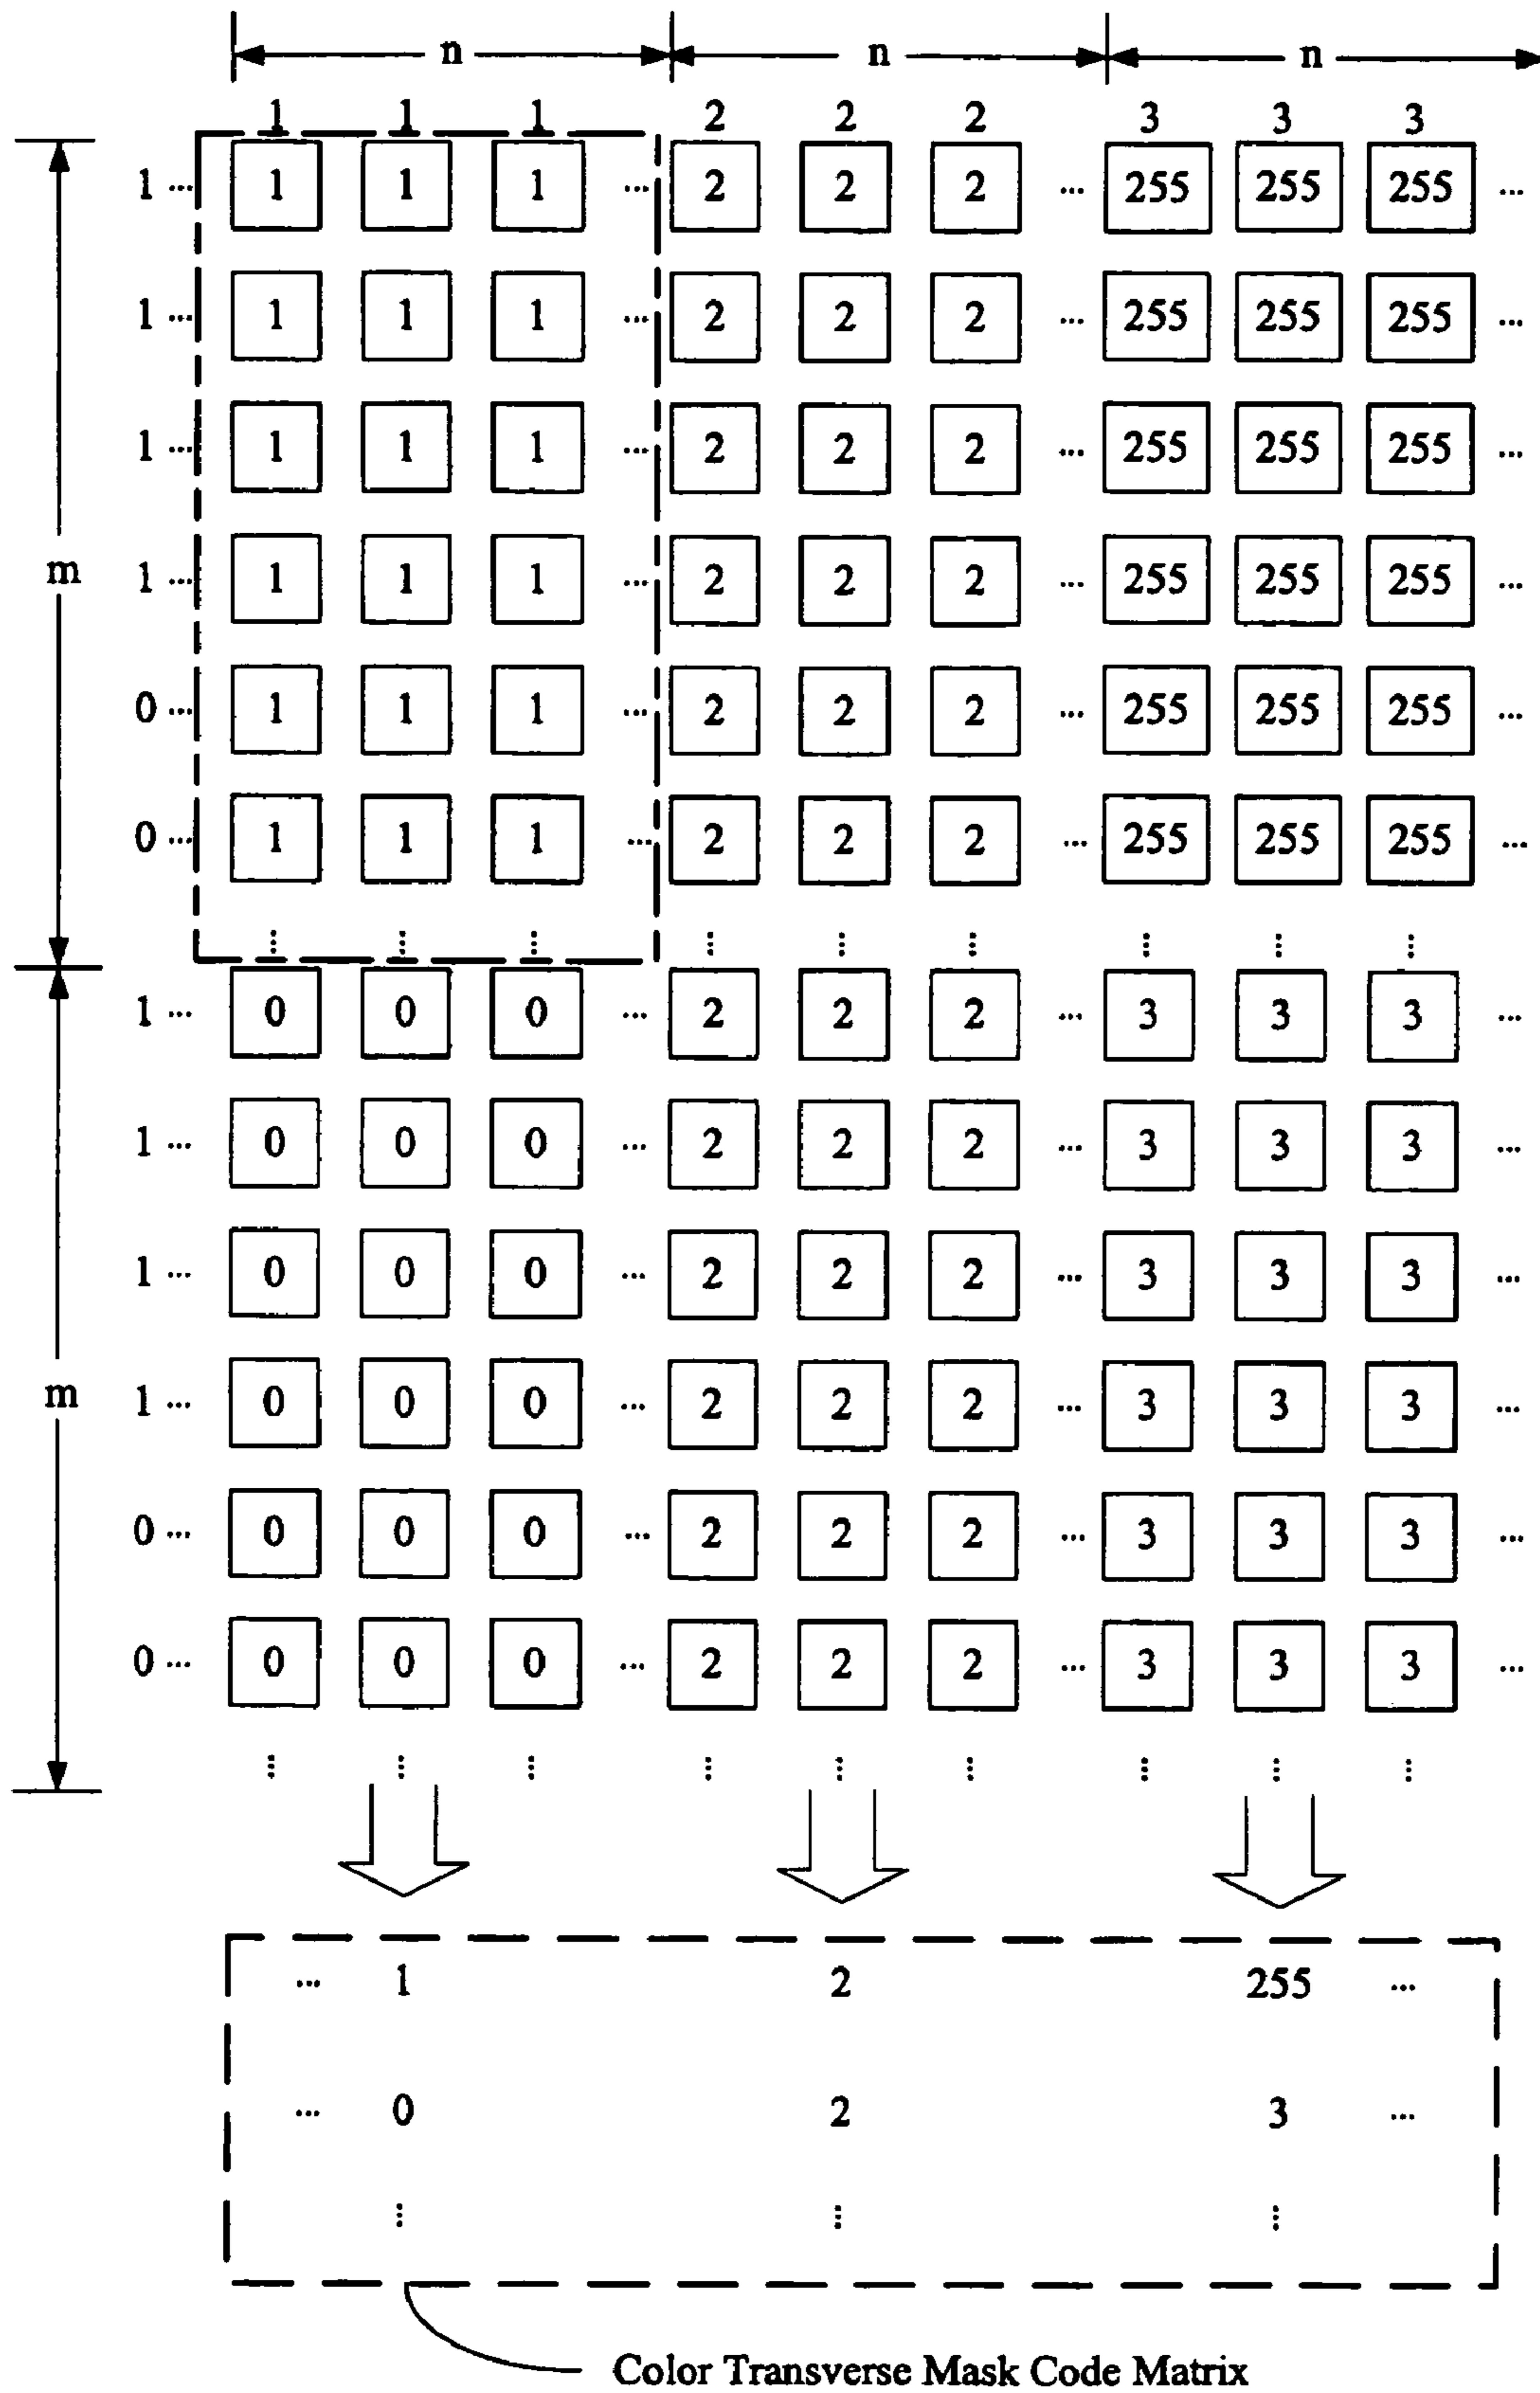 n n n
1 1 1 2 2 2 3 3 3
1 ... 1 1 1 ... 2 2 2 ... 255 255 255 ...
1 ... 1 1 1 ... 2 2 2 ... 255 255 255 ...
1 ... 1 1 1 ... 2 2 2 ... 255 255 255 ...
m 1 ... 1 1 1 ... 2 2 2 ... 255 255 255 ...
0 ... 1 1 1 ... 2 2 2 ... 255 255 255 ...
0 ... 1 1 1 ... 2 2 2 ... 255 255 255 ...
1 ... 0 0 0 ... 2 2 2 ... 3 3 3 ...
1 ... 0 0 0 ... 2 2 2 ... 3 3 3 ...
1 ... 0 0 0 ... 2 2 2 ... 3 3 3 ...
m 1 ... 0 0 0 ... 2 2 2 ... 3 3 3 ...
0 ... 0 0 0 ... 2 2 2 ... 3 3 3 ...
0 ... 0 0 0 ... 2 2 2 ... 3 3 3 ...
... 1 2 255 ...
... 0 2 3 ...
Color Transverse Mask Code Matrix